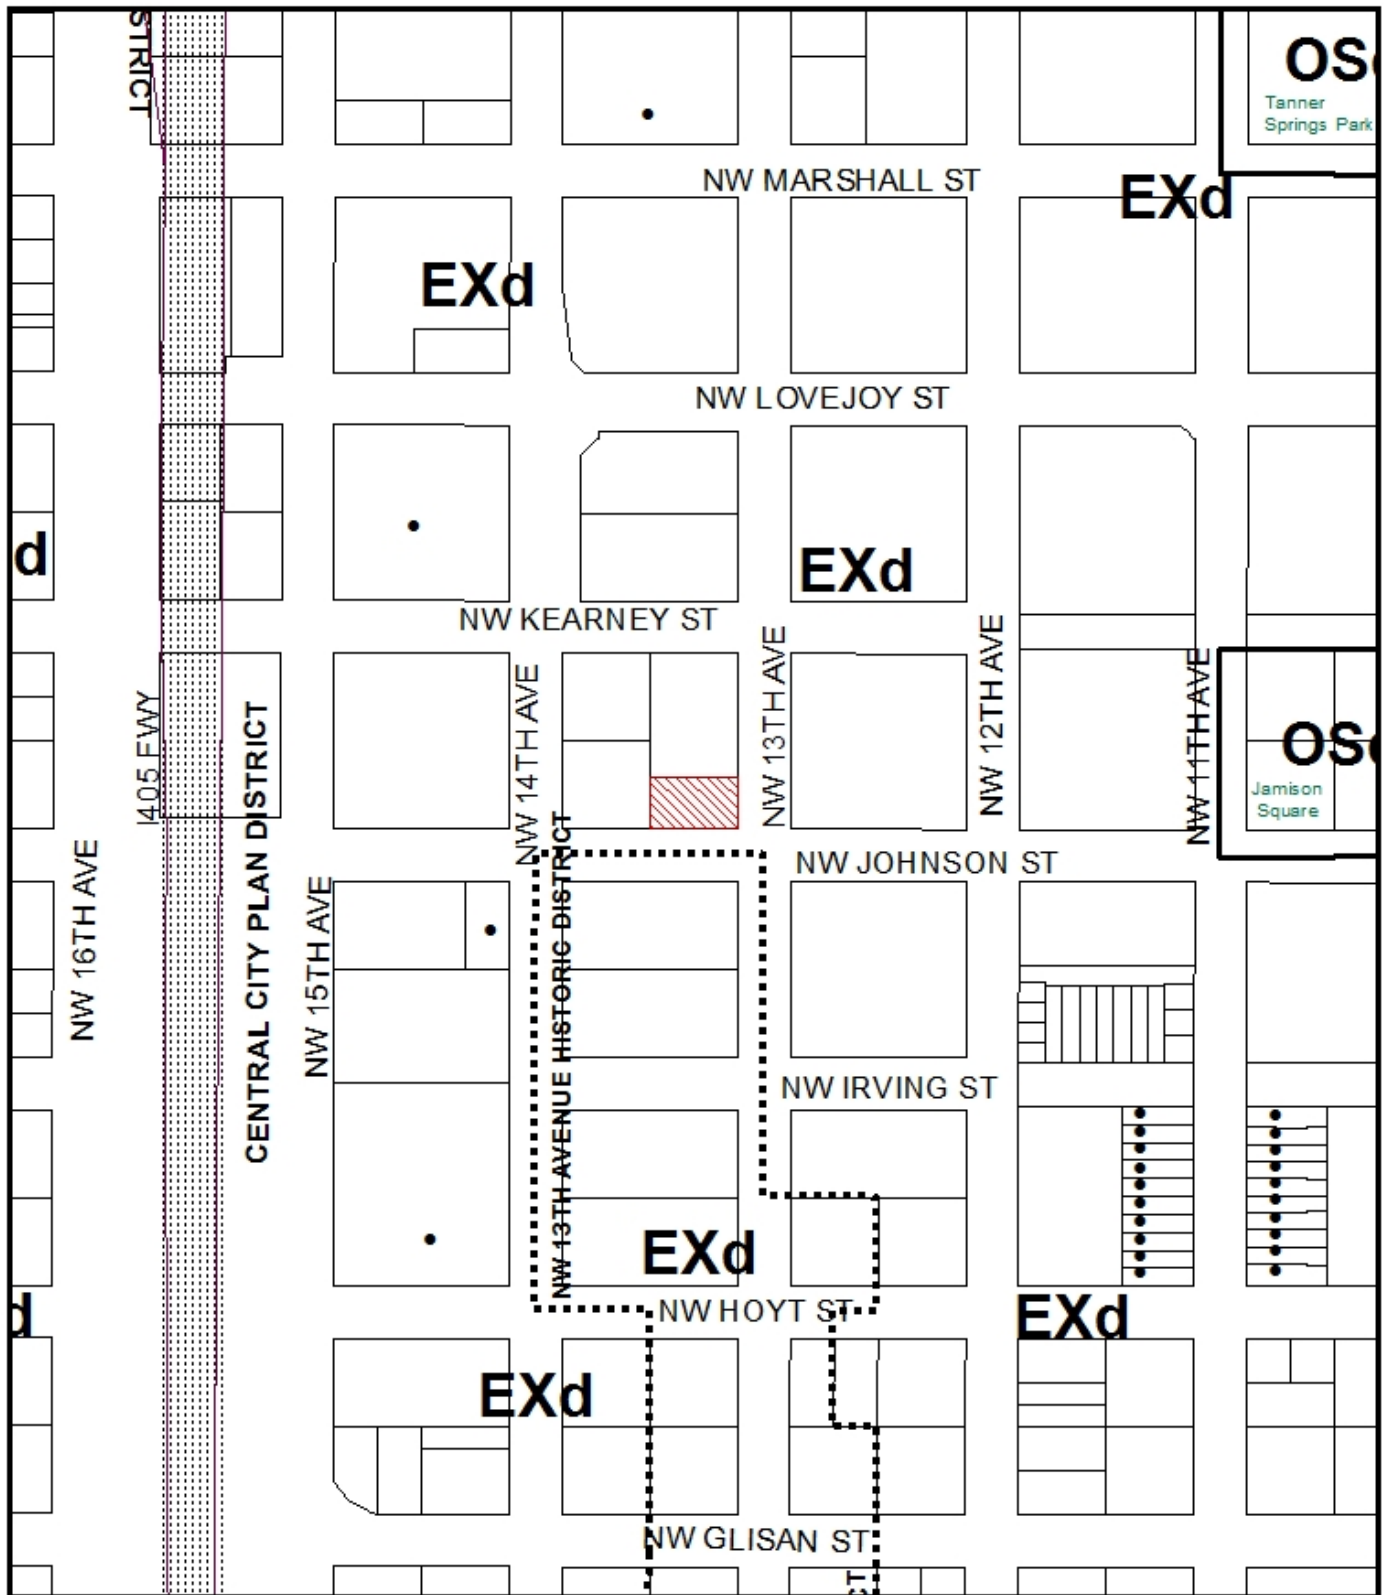 STRICT
OS
Tanner
Springs Park
NW MARSHALL ST
EXd
EXd
NW LOVEJOY ST
d
EXd
NW KEARNEY ST
NW 14TH AVE
NW 13TH AVE
NW 12TH AVE
NW 11TH AVE
I405 FWY
CENTRAL CITY PLAN DISTRICT
OS
Jamison
Square
NW 16TH AVE
NW 15TH AVE
NW 13TH AVENUE HISTORIC DISTRICT
NW JOHNSON ST
NW IRVING ST
EXd
NW HOYT ST
d
EXd
EXd
NW GLISAN ST
CT